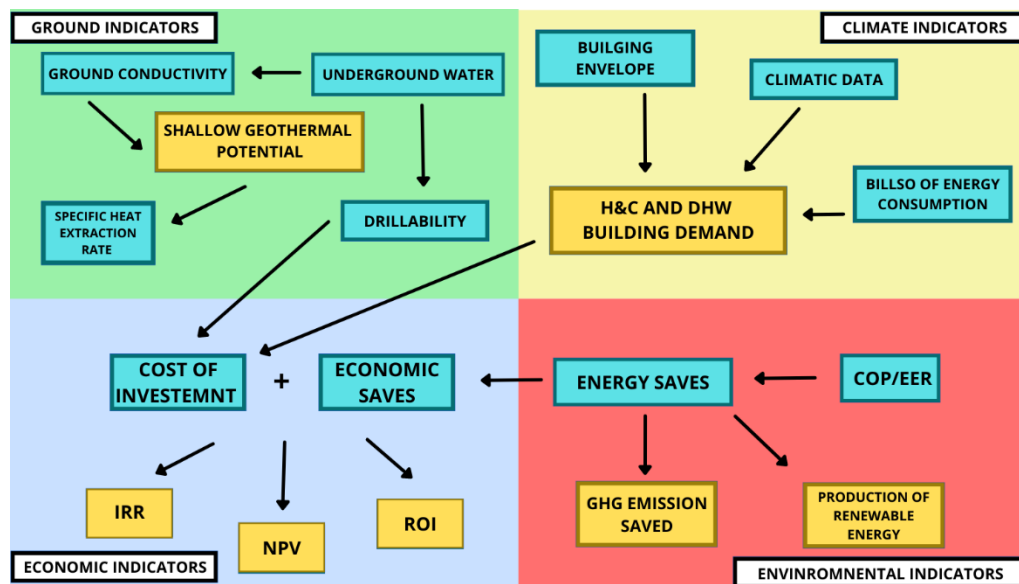 GROUND INDICATORS
CLIMATE INDICATORS
GROUND CONDUCTIVITY
UNDERGROUND WATER
BUILGING
ENVELOPE
CLIMATIC DATA
SHALLOW GEOTHERMAL
POTENTIAL
SPECIFIC HEAT
EXTRACTION
RATE
DRILLABILITY
H&C AND DHW
BUILDING DEMAND
BILLSO OF ENERGY
CONSUMPTION
COST OF
INVESTEMNT
+
ECONOMIC
SAVES
ENERGY SAVES
COP/EER
IRR
NPV
ROI
GHG EMISSION
SAVED
PRODUCTION OF
RENEWABLE
ENERGY
ECONOMIC INDICATORS
ENVINROMNENTAL INDICATORS